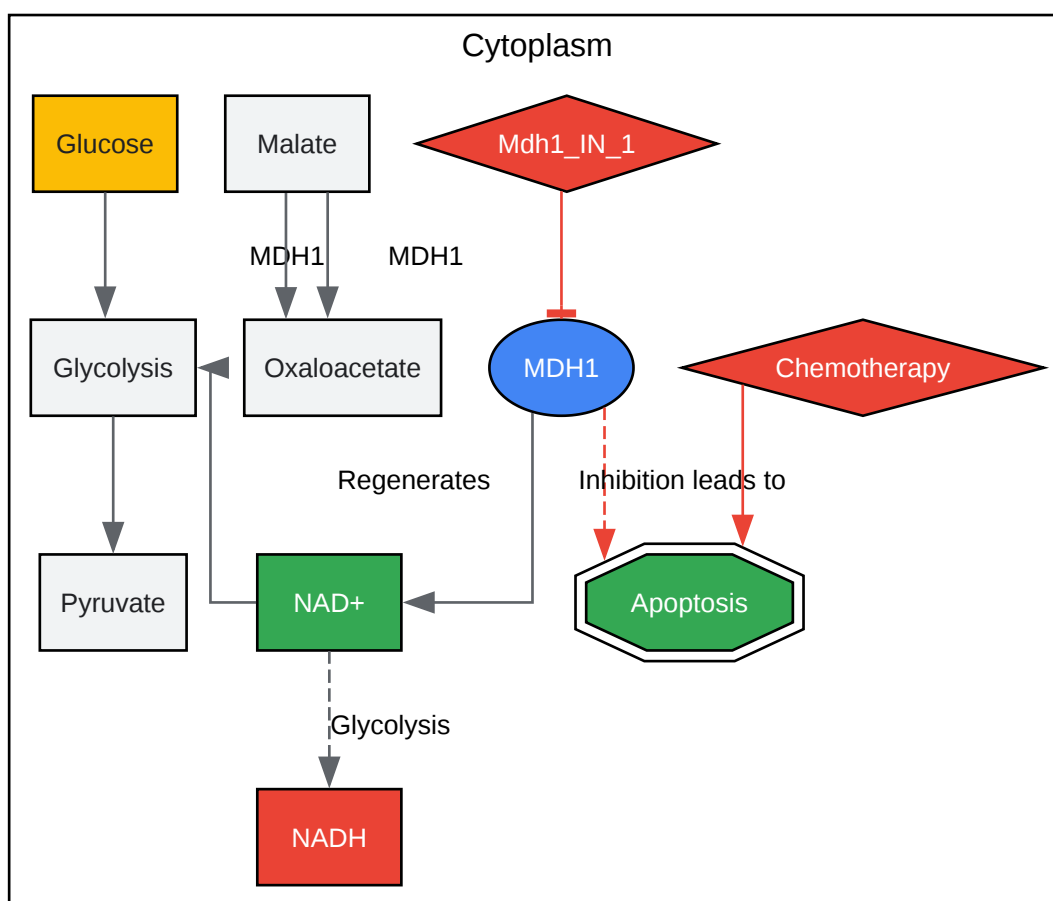 Cytoplasm
Glucose
Malate
Mdh1_IN_1
MDH1
MDH1
Glycolysis
Oxaloacetate
MDH1
Chemotherapy
Regenerates
Inhibition leads to
Pyruvate
NAD+
Apoptosis
Glycolysis
NADH